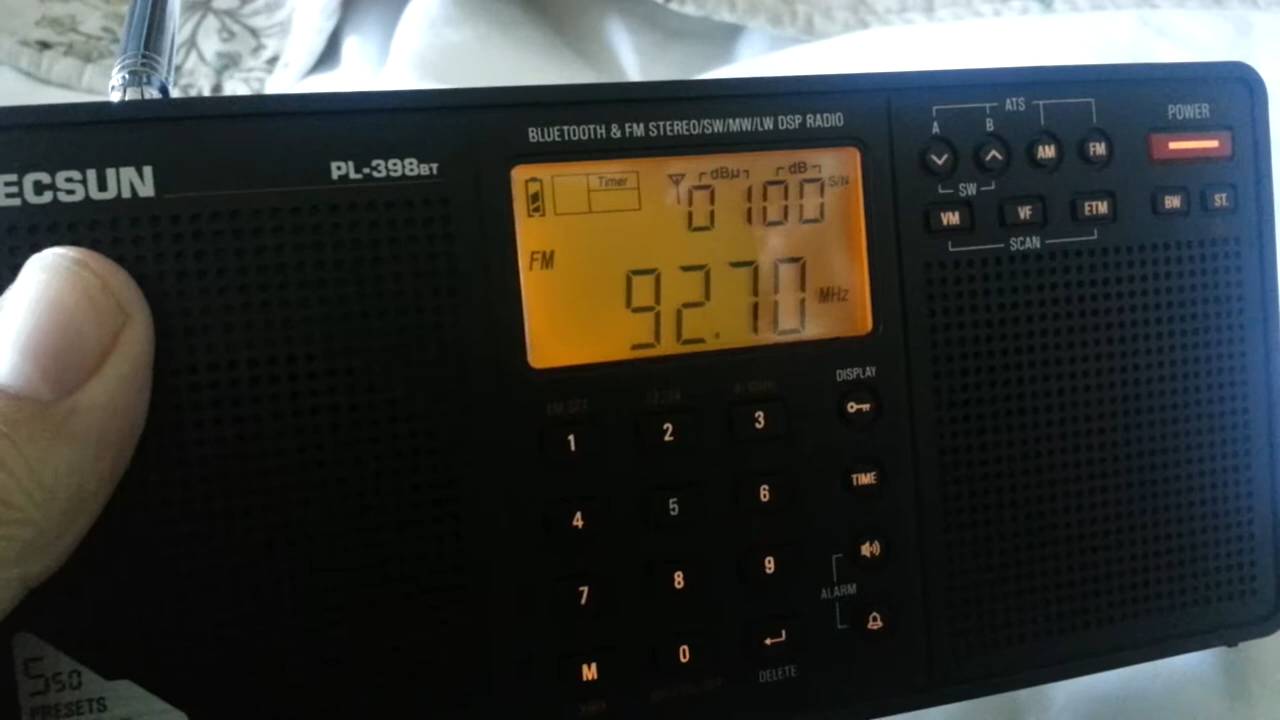 ECSUN
PL-398BT
BLUETOOTH & FM STEREO/SW/MW/LW DSP RADIO
Timer
dBμ
dB
S/N
0100
FM
92.70
MHz
ATS
A
B
AM
FM
SW
POWER
VM
VF
ETM
BW
ST.
SCAN
DISPLAY
1
2
3
TIME
4
5
6
7
8
9
ALARM
M
0
DELETE
550
PRESETS